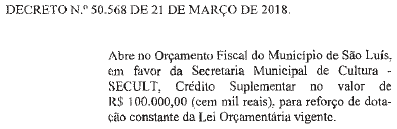 DECRETO N.º 50.568 DE 21 DE MARÇO DE 2018.
Abre no Orçamento Fiscal do Município de São Luís,
em favor da Secretaria Municipal de Cultura -
SECULT, Crédito Suplementar no valor de
R$ 100.000,00 (cem mil reais), para reforço de dota-
ção constante da Lei Orçamentária vigente.